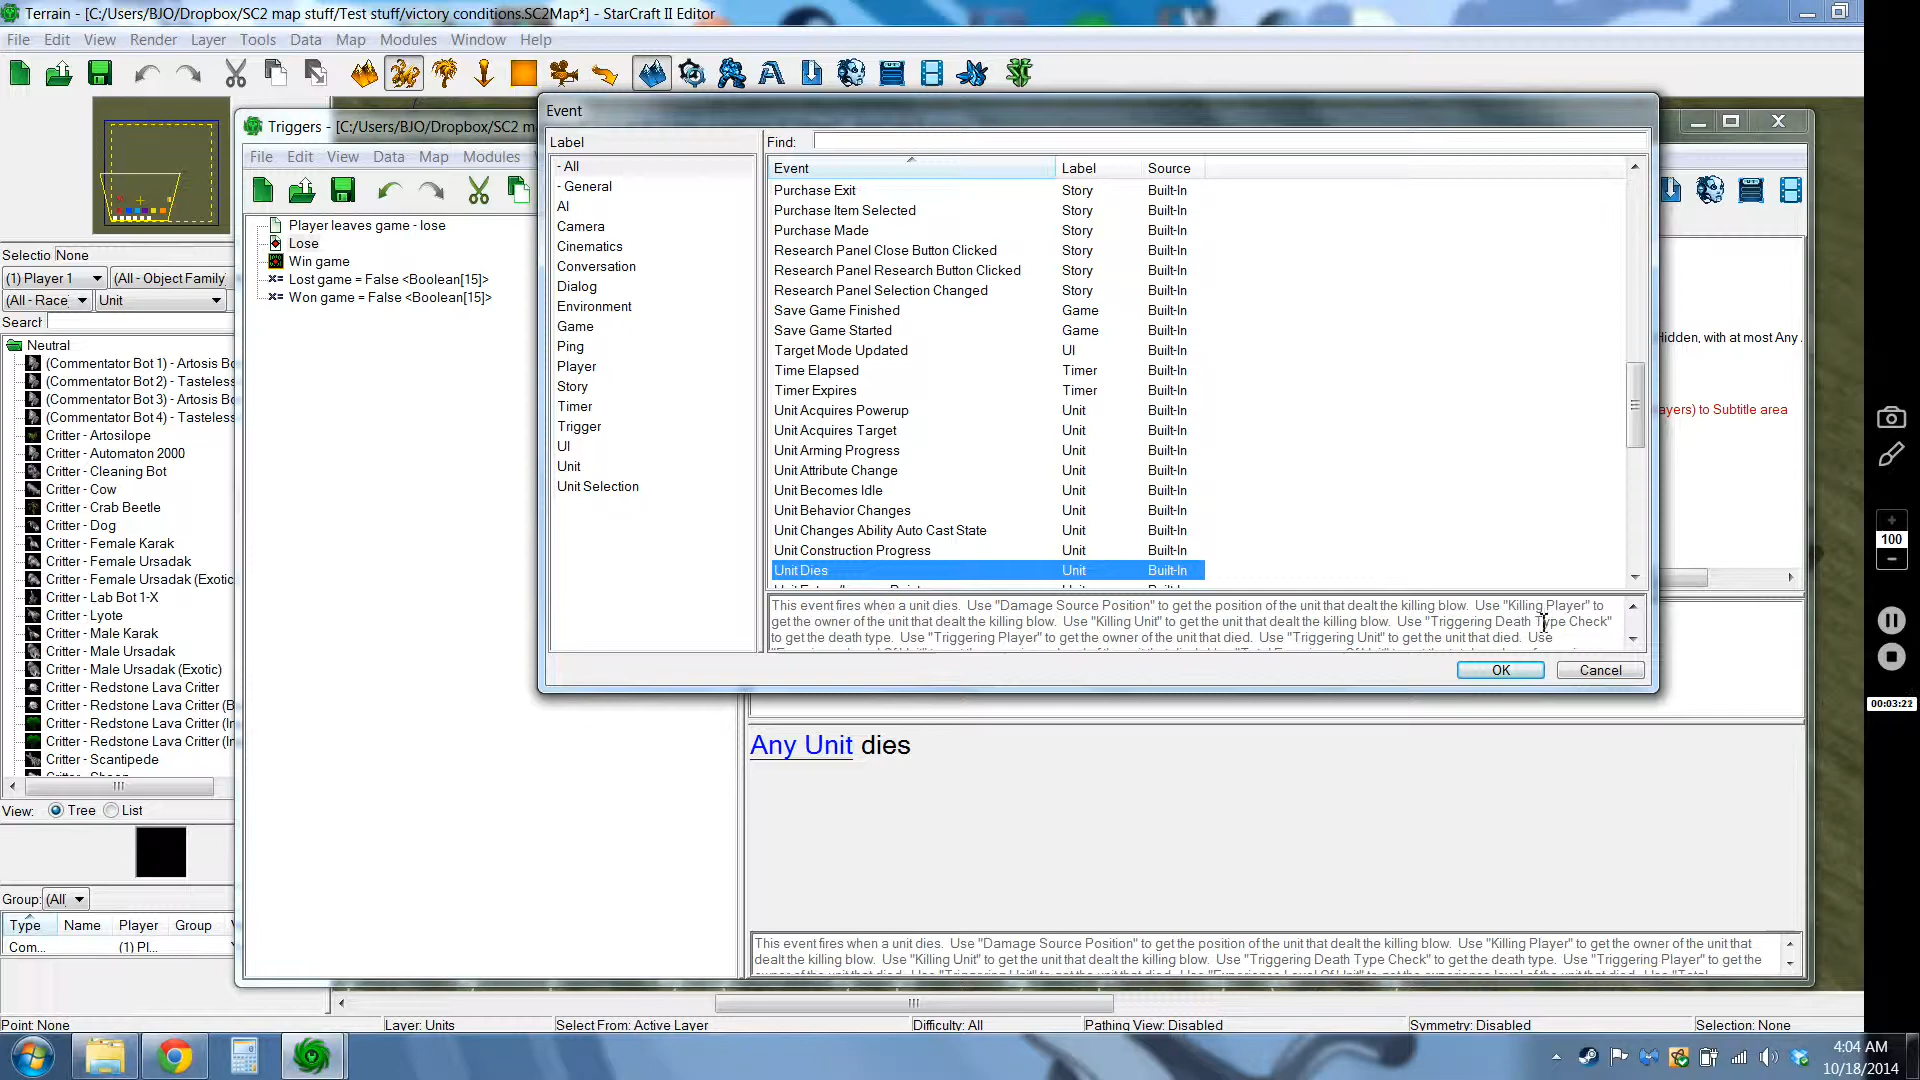 Terrain - [C:/Users/BJO/Dropbox/SC2 map stuff/Test stuff/victory conditions.SC2Map*] - StarCraft II Editor
File Edit View Render Layer Tools Data Map Modules Window Help
Triggers - [C:/Users/BJO/Dropbox/SC2 m
File Edit View Data Map Modules
Player leaves game - lose
Lose
Win game
Lost game = False <Boolean[15]>
Won game = False <Boolean[15]>
Selectio None
(1) Player 1 (All - Object Family
(All - Race) Unit
Search
Neutral
(Commentator Bot 1) - Artosis Bo
(Commentator Bot 2) - Tasteless
(Commentator Bot 3) - Artosis Bo
(Commentator Bot 4) - Tasteless
Critter - Artosilope
Critter - Automaton 2000
Critter - Cleaning Bot
Critter - Cow
Critter - Crab Beetle
Critter - Dog
Critter - Female Karak
Critter - Female Ursadak
Critter - Female Ursadak (Exotic
Critter - Lab Bot 1-X
Critter - Lyote
Critter - Male Karak
Critter - Male Ursadak
Critter - Male Ursadak (Exotic)
Critter - Redstone Lava Critter
Critter - Redstone Lava Critter (B
Critter - Redstone Lava Critter (In
Critter - Redstone Lava Critter (In
Critter - Scantipede
View: Tree List
Group: (All
Type Name Player Group
Com... (1) Pl...
Event
Label
- All
- General
AI
Camera
Cinematics
Conversation
Dialog
Environment
Game
Ping
Player
Story
Timer
Trigger
UI
Unit
Unit Selection
Find:
Event Label Source
Purchase Exit Story Built-In
Purchase Item Selected Story Built-In
Purchase Made Story Built-In
Research Panel Close Button Clicked Story Built-In
Research Panel Research Button Clicked Story Built-In
Research Panel Selection Changed Story Built-In
Save Game Finished Game Built-In
Save Game Started Game Built-In
Target Mode Updated UI Built-In
Time Elapsed Timer Built-In
Timer Expires Timer Built-In
Unit Acquires Powerup Unit Built-In
Unit Acquires Target Unit Built-In
Unit Arming Progress Unit Built-In
Unit Attribute Change Unit Built-In
Unit Becomes Idle Unit Built-In
Unit Behavior Changes Unit Built-In
Unit Changes Ability Auto Cast State Unit Built-In
Unit Construction Progress Unit Built-In
Unit Dies Unit Built-In
This event fires when a unit dies. Use "Damage Source Position" to get the position of the unit that dealt the killing blow. Use "Killing Player" to
get the owner of the unit that dealt the killing blow. Use "Killing Unit" to get the unit that dealt the killing blow. Use "Triggering Death Type Check"
to get the death type. Use "Triggering Player" to get the owner of the unit that died. Use "Triggering Unit" to get the unit that died. Use
OK Cancel
Hidden, with at most Any
ayers) to Subtitle area
Any Unit dies
This event fires when a unit dies. Use "Damage Source Position" to get the position of the unit that dealt the killing blow. Use "Killing Player" to get the owner of the unit that
dealt the killing blow. Use "Killing Unit" to get the unit that dealt the killing blow. Use "Triggering Death Type Check" to get the death type. Use "Triggering Player" to get the
Point: None Layer: Units Select From: Active Layer Difficulty: All Pathing View: Disabled Symmetry: Disabled Selection: None
100
00:03:22
4:04 AM
10/18/2014